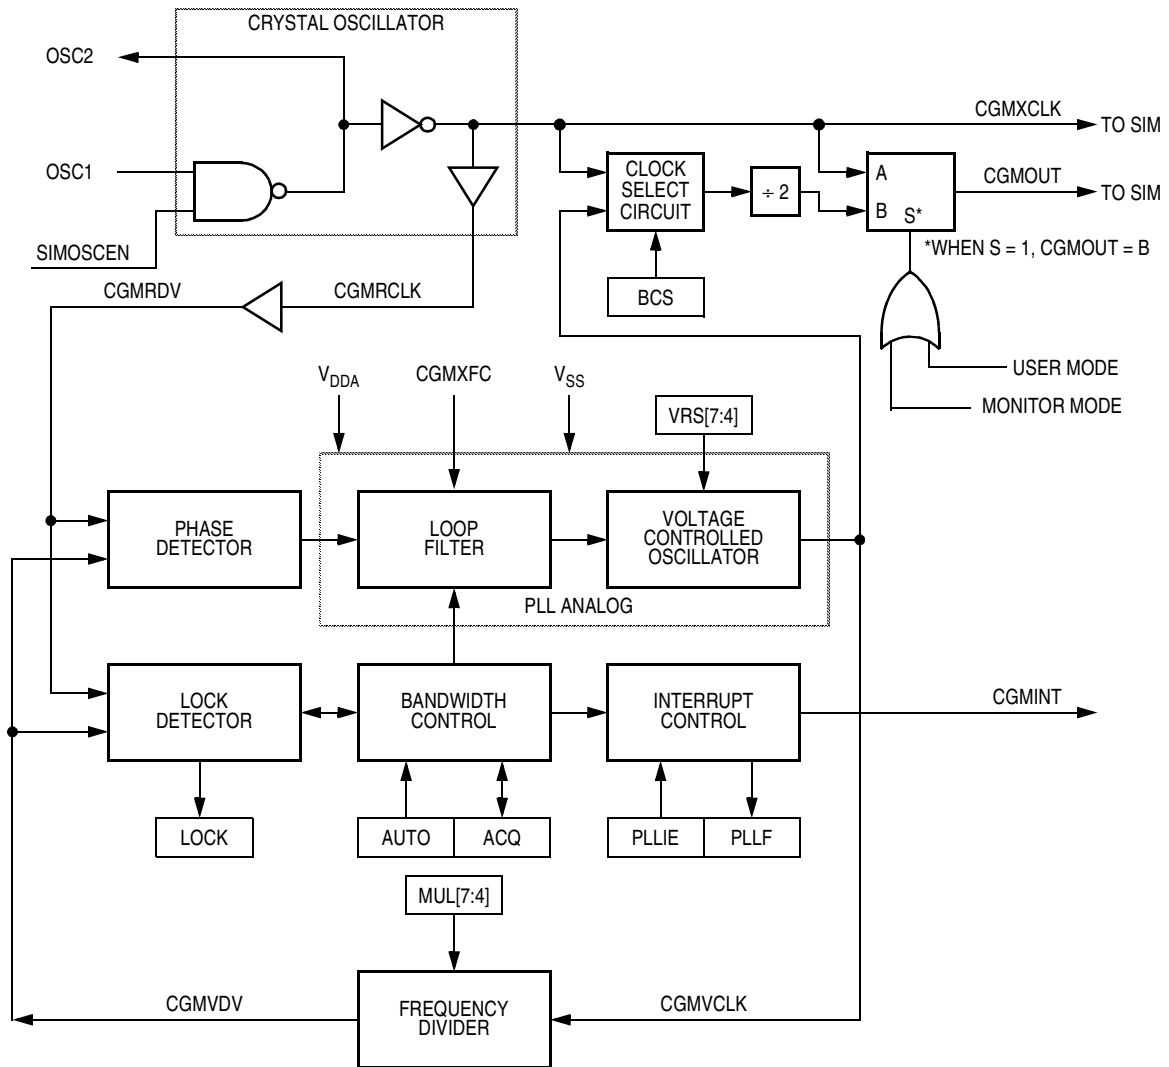 CRYSTAL OSCILLATOR
OSC2
CGMXCLK
TO SIM
OSC1
CLOCK
SELECT
CIRCUIT
÷ 2
A
B
S*
CGMOUT
TO SIM
*WHEN S = 1, CGMOUT = B
SIMOSCEN
CGMRDV
CGMRCLK
BCS
USER MODE
MONITOR MODE
VDDA
CGMXFC
VSS
VRS[7:4]
PHASE
DETECTOR
LOOP
FILTER
VOLTAGE
CONTROLLED
OSCILLATOR
PLL ANALOG
LOCK
DETECTOR
BANDWIDTH
CONTROL
INTERRUPT
CONTROL
CGMINT
LOCK
AUTO
ACQ
PLLIE
PLLF
MUL[7:4]
CGMVDV
FREQUENCY
DIVIDER
CGMVCLK